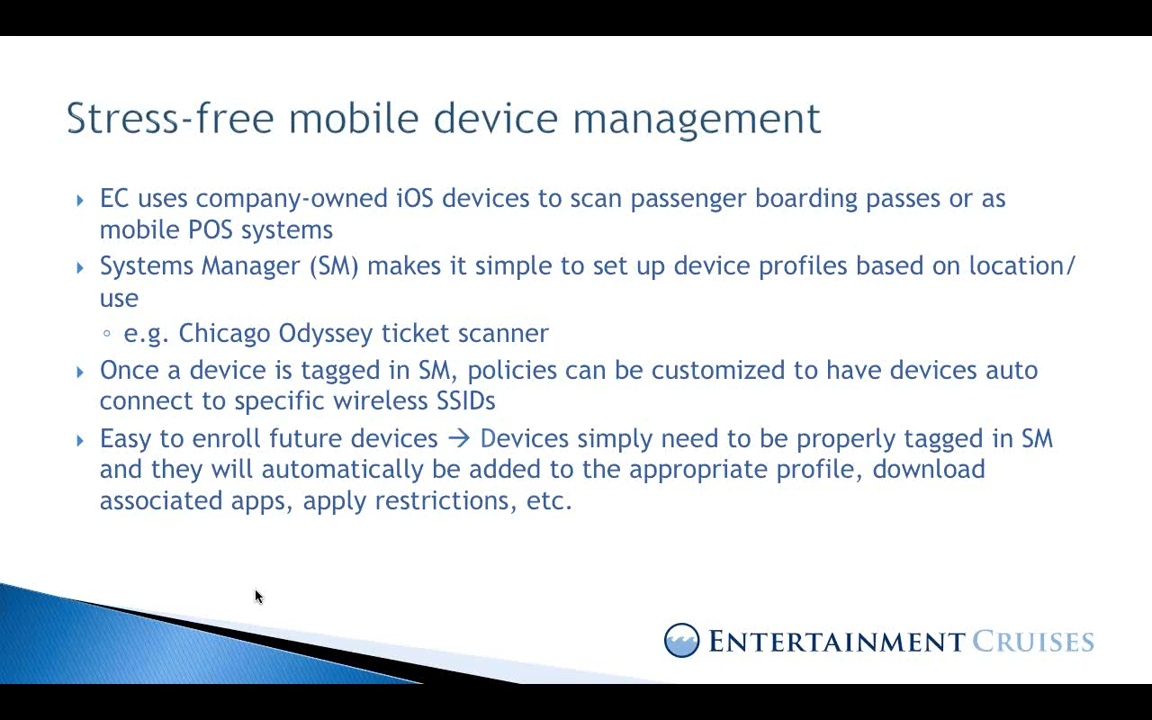 Stress-free mobile device management
EC uses company-owned iOS devices to scan passenger boarding passes or as
mobile POS systems
Systems Manager (SM) makes it simple to set up device profiles based on location/
use
e.g. Chicago Odyssey ticket scanner
Once a device is tagged in SM, policies can be customized to have devices auto
connect to specific wireless SSIDs
Easy to enroll future devices → Devices simply need to be properly tagged in SM
and they will automatically be added to the appropriate profile, download
associated apps, apply restrictions, etc.
ENTERTAINMENT CRUISES